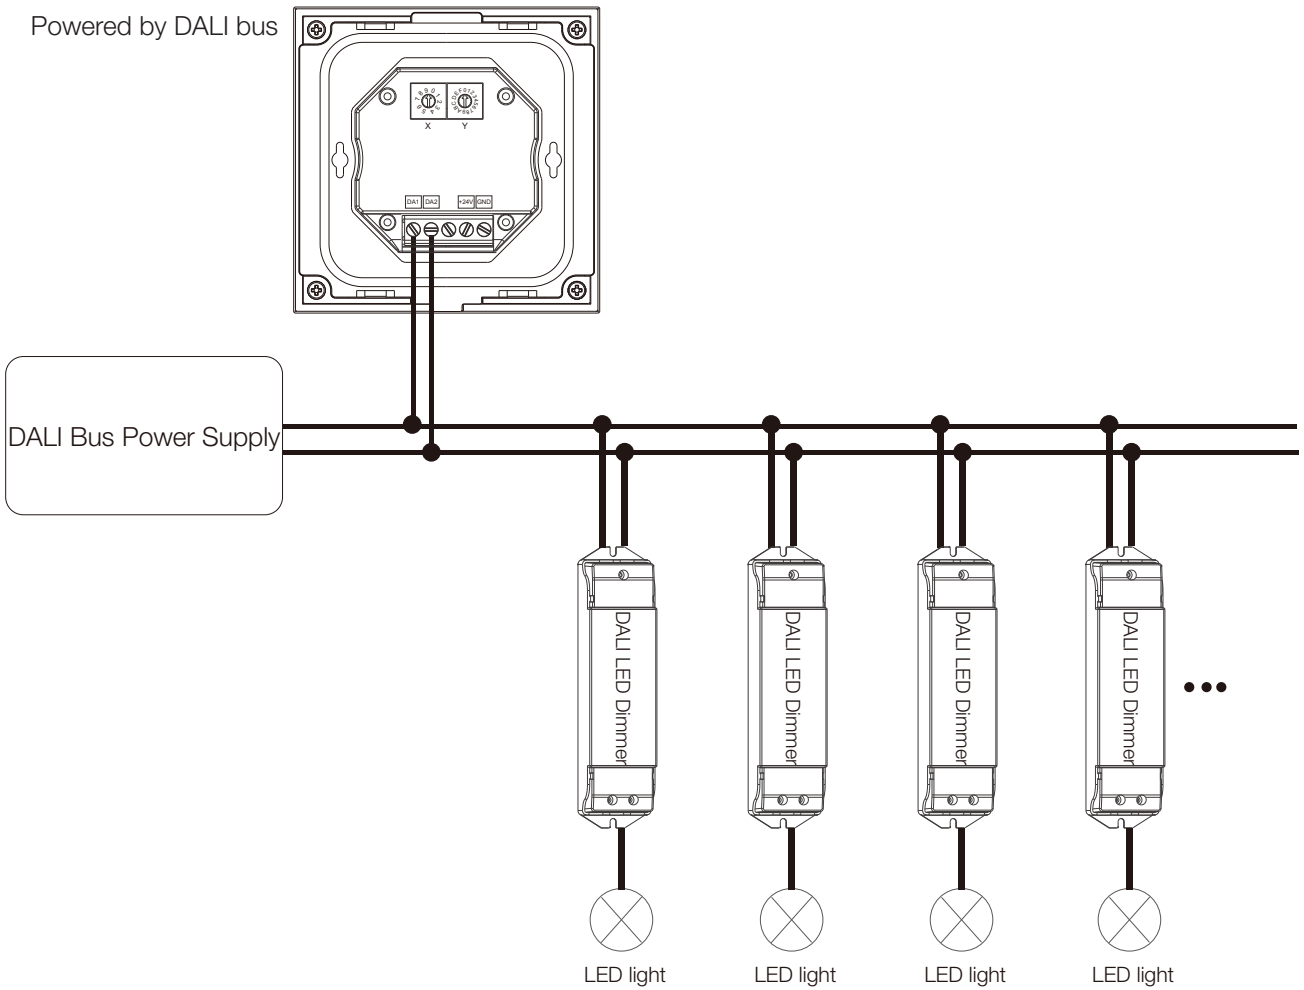 Powered by DALI bus
X Y
DA1 DA2 +24V GND
DALI Bus Power Supply
DALI LED Dimmer
DALI LED Dimmer
DALI LED Dimmer
DALI LED Dimmer
LED light LED light LED light LED light